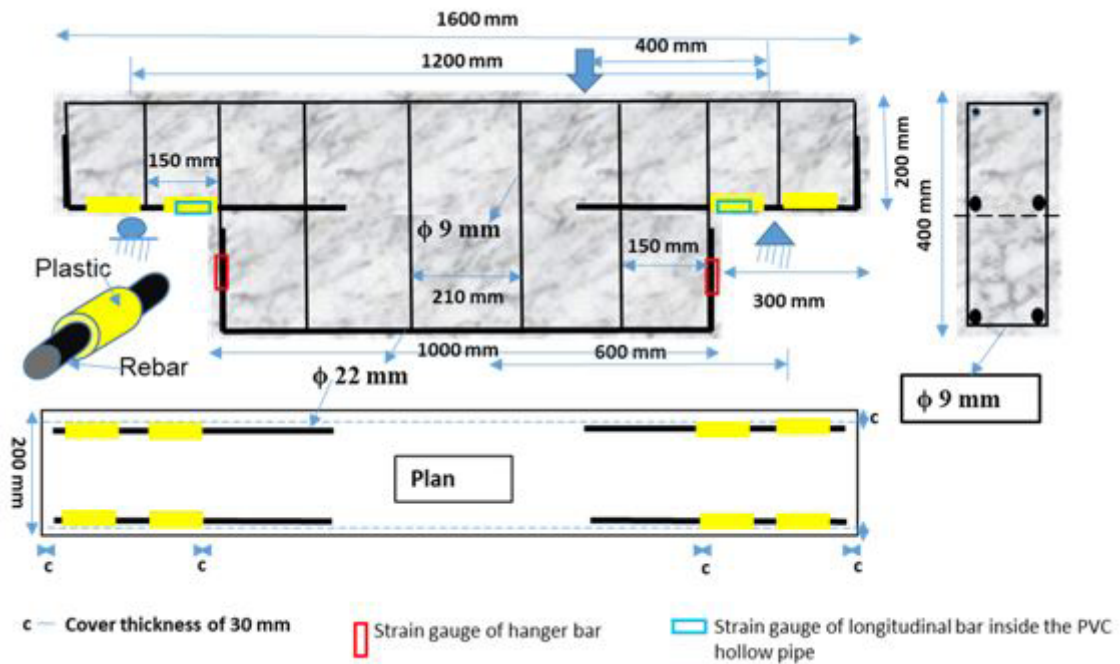 1600 mm
400 mm
1200 mm
150 mm
200 mm
400 mm
ϕ 9 mm
150 mm
Plastic
210 mm
300 mm
Rebar
1000 mm
600 mm
ϕ 22 mm
ϕ 9 mm
c
200 mm
Plan
c
c
c
c
c Cover thickness of 30 mm
Strain gauge of hanger bar
Strain gauge of longitudinal bar inside the PVC
hollow pipe